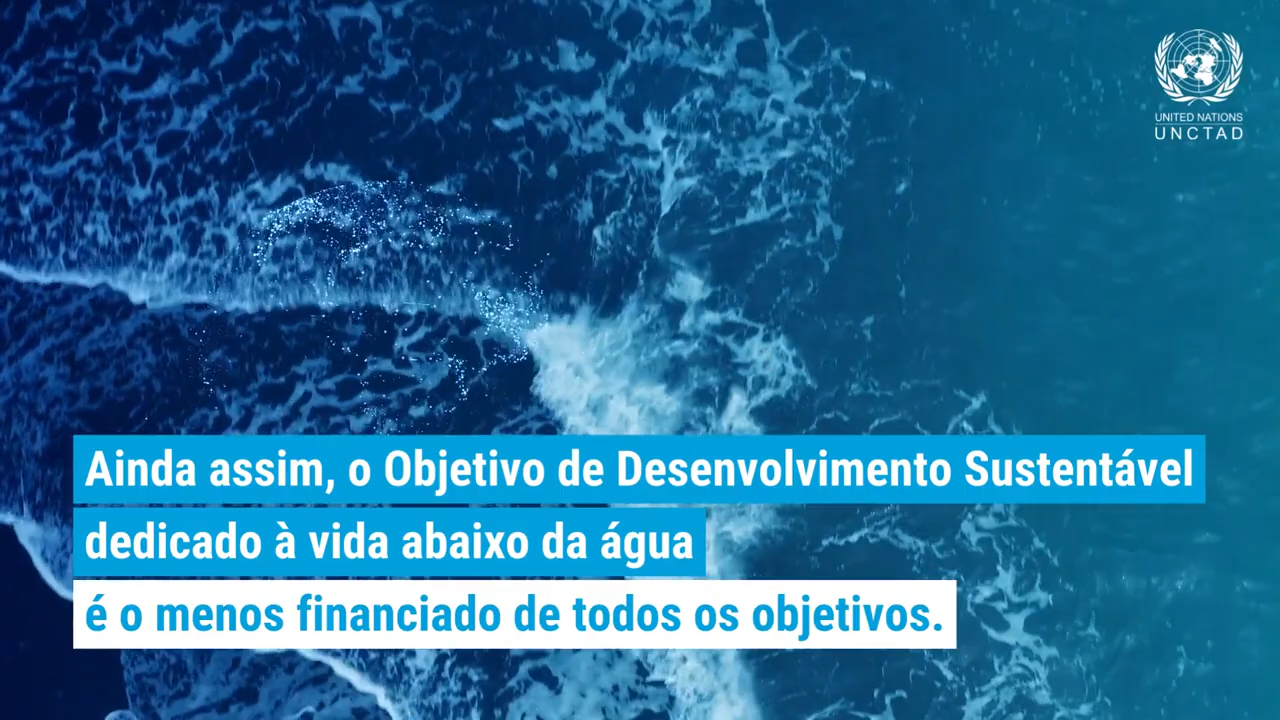 UNITED NATIONS
UNCTAD
Ainda assim, o Objetivo de Desenvolvimento Sustentável
dedicado à vida abaixo da água
é o menos financiado de todos os objetivos.